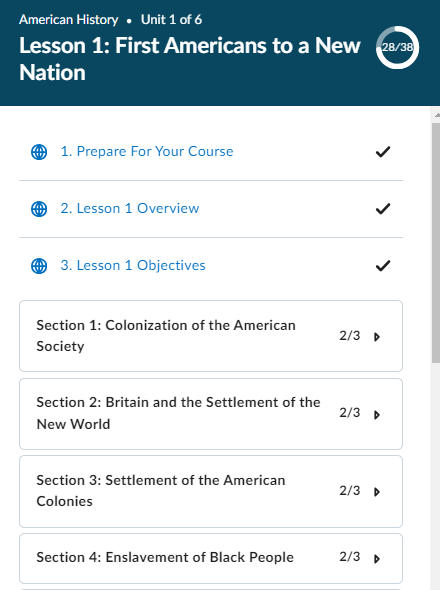 American History • Unit 1 of 6
Lesson 1: First Americans to a New
Nation
28/38
1. Prepare For Your Course
2. Lesson 1 Overview
3. Lesson 1 Objectives
Section 1: Colonization of the American
Society
2/3
Section 2: Britain and the Settlement of the
New World
2/3
Section 3: Settlement of the American
Colonies
2/3
Section 4: Enslavement of Black People
2/3